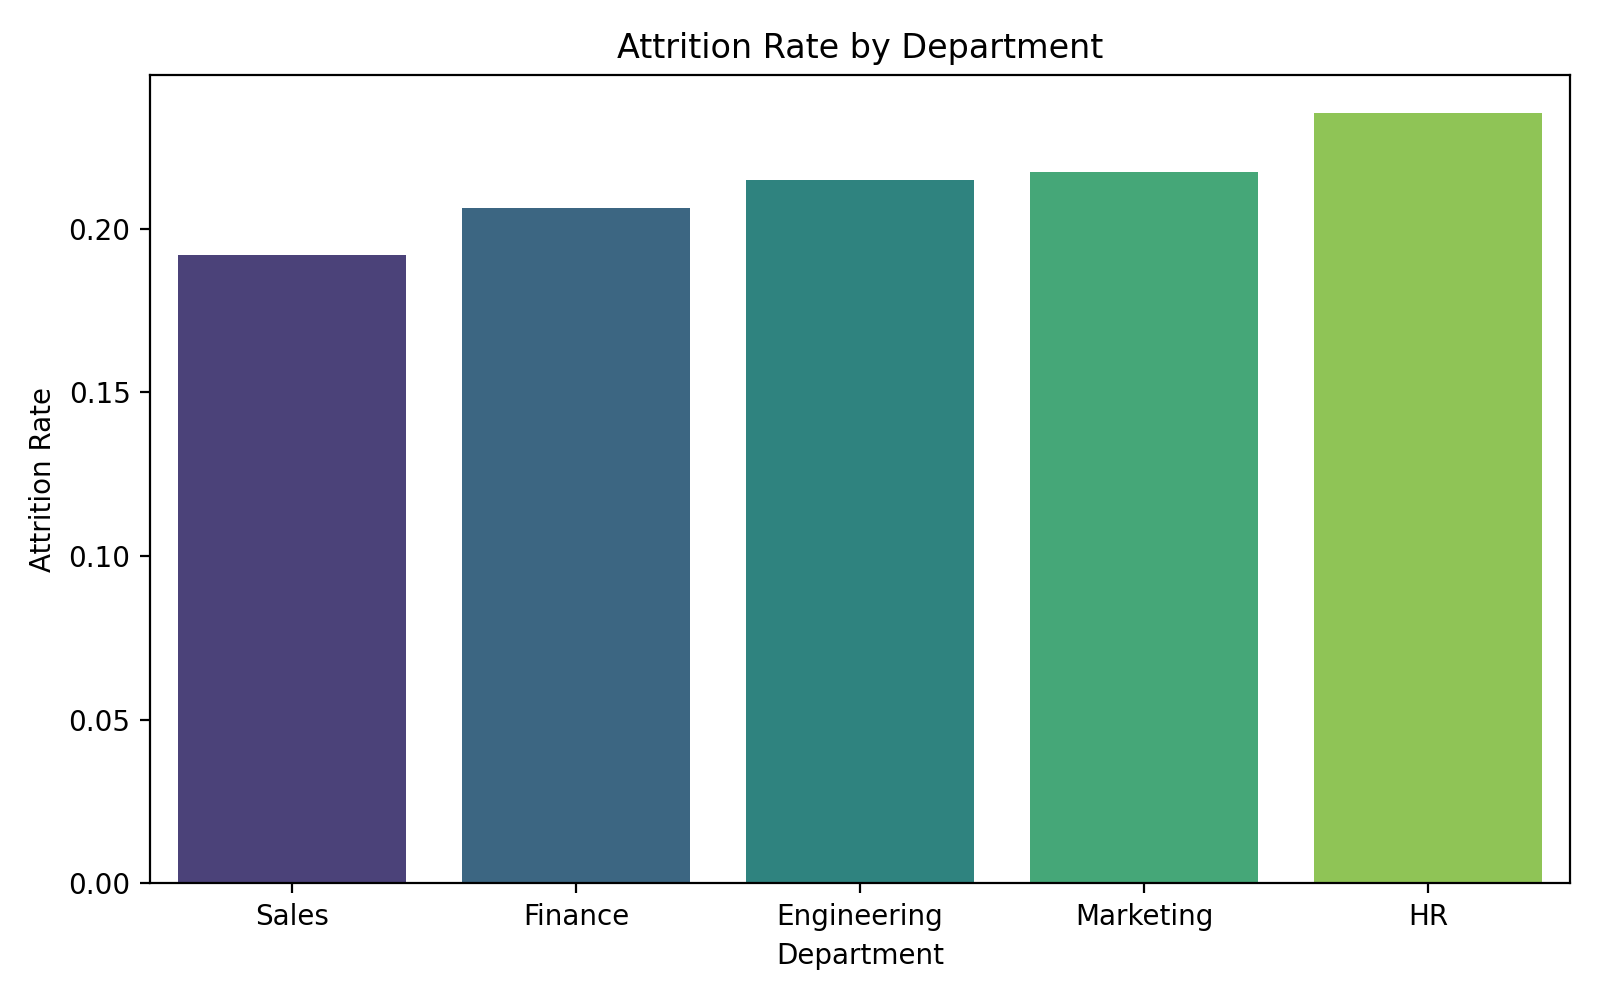 Attrition Rate by Department
Attrition Rate
0.20
0.15
0.10
0.05
0.00
Sales Finance Engineering Marketing HR
Department